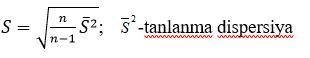 S = √(n/(n−1) S̄²); S̄²-tanlanma dispersiya